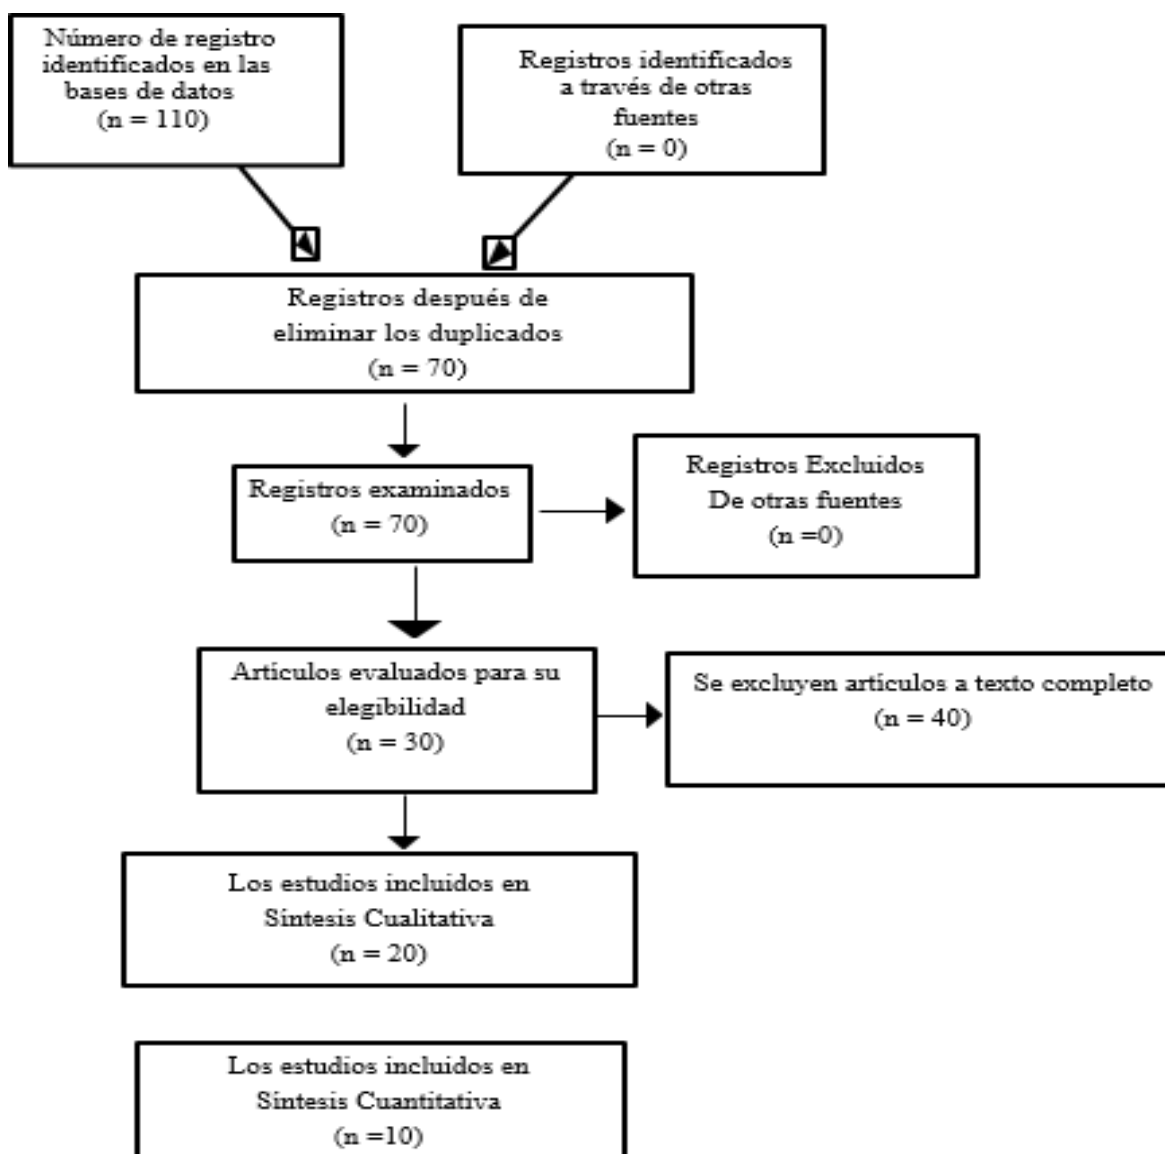 Número de registro
identificados en las
bases de datos
(n = 110)
Registros identificados
a través de otras
fuentes
(n = 0)
Registros después de
eliminar los duplicados
(n = 70)
Registros examinados
(n = 70)
Registros Excluidos
De otras fuentes
(n =0)
Artículos evaluados para su
elegibilidad
(n = 30)
Se excluyen artículos a texto completo
(n = 40)
Los estudios incluidos en
Síntesis Cualitativa
(n = 20)
Los estudios incluidos en
Síntesis Cuantitativa
(n =10)